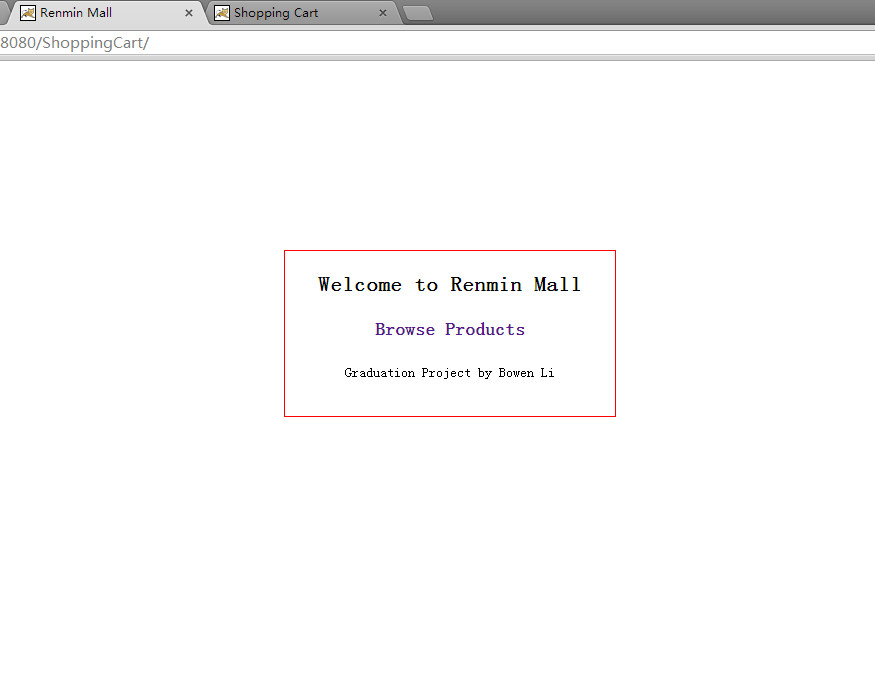 Renmin Mall
Shopping Cart
8080/ShoppingCart/
Welcome to Renmin Mall
Browse Products
Graduation Project by Bowen Li